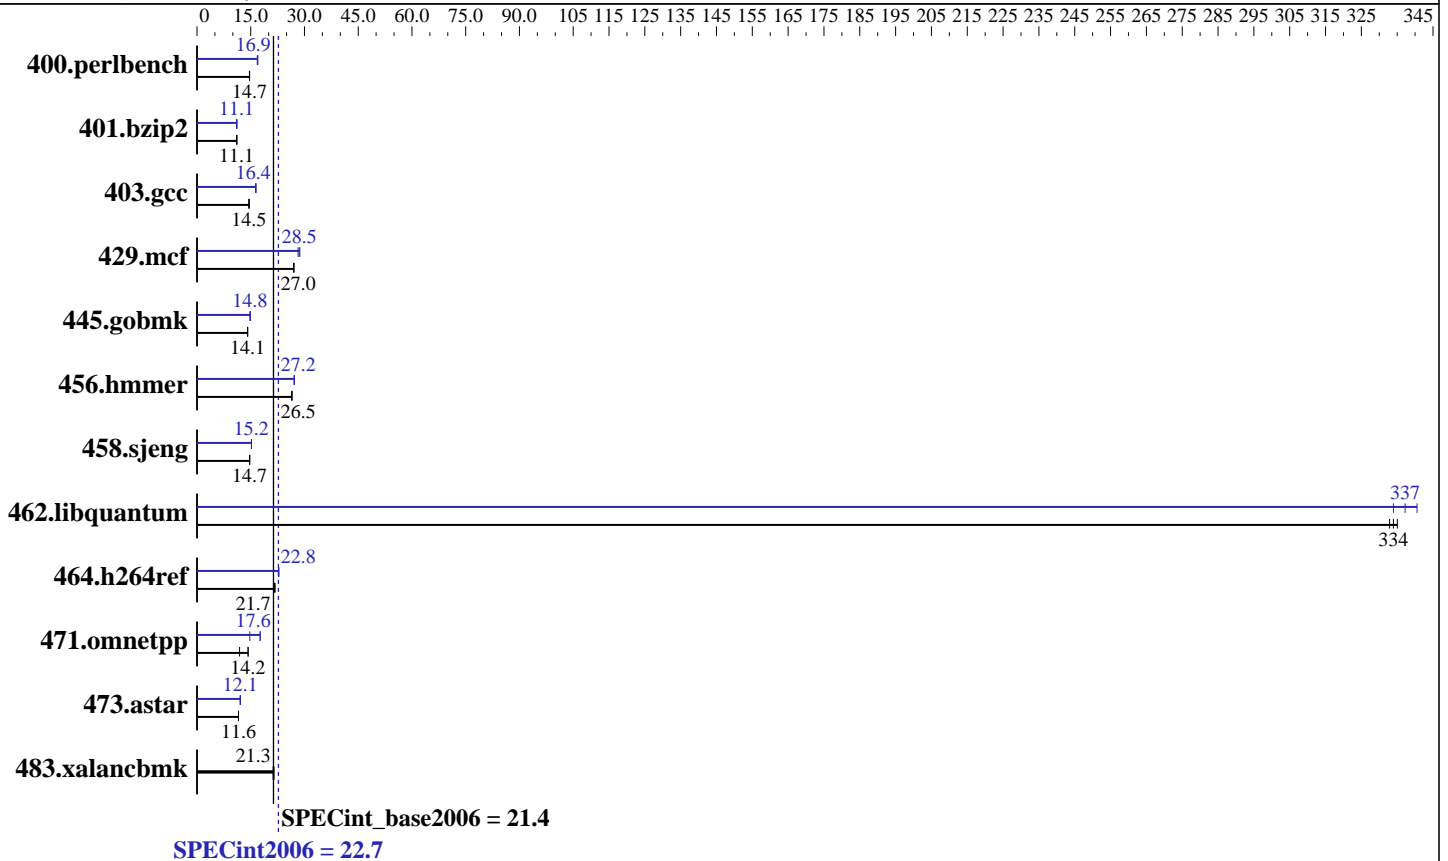 0 15.0 30.0 45.0 60.0 75.0 90.0 105 115 125 135 145 155 165 175 185 195 205 215 225 235 245 255 265 275 285 295 305 315 325 345
16.9
400.perlbench
14.7
11.1
401.bzip2
11.1
16.4
403.gcc
14.5
28.5
429.mcf
27.0
14.8
445.gobmk
14.1
27.2
456.hmmer
26.5
15.2
458.sjeng
14.7
337
462.libquantum
334
22.8
464.h264ref
21.7
17.6
471.omnetpp
14.2
12.1
473.astar
11.6
21.3
483.xalancbmk
SPECint_base2006 = 21.4
SPECint2006 = 22.7